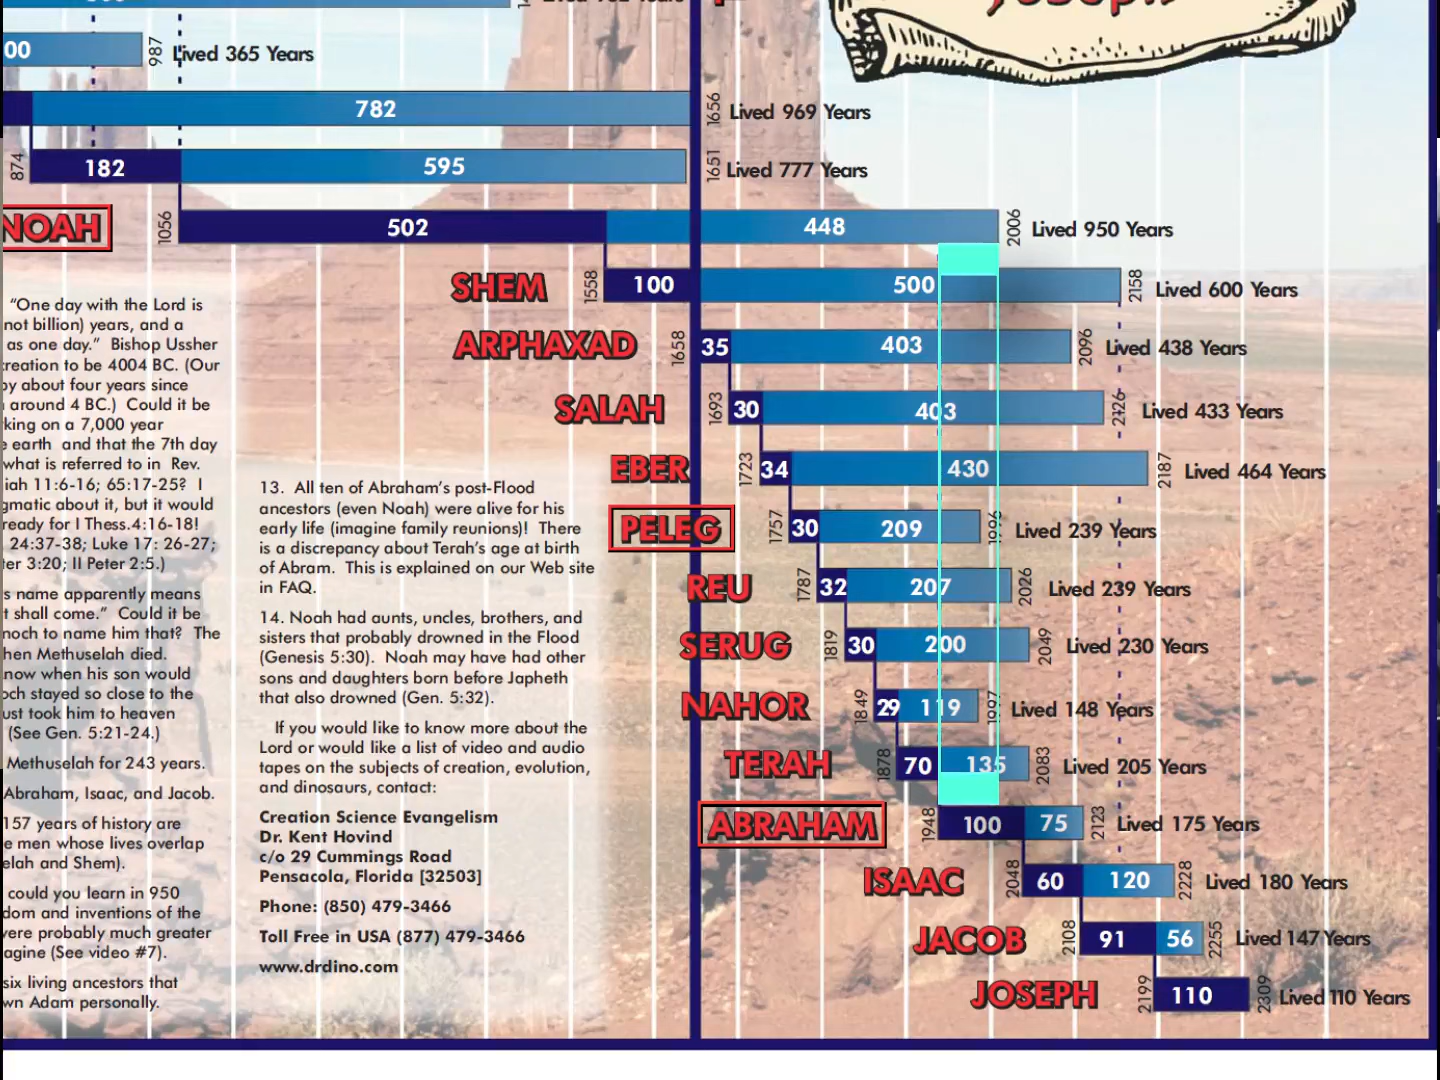 Joseph
00
987
Lived 365 Years
782
1656
Lived 969 Years
874
182
595
1651
Lived 777 Years
NOAH
1056
502
448
2006
Lived 950 Years
SHEM
1558
100
500
2158
Lived 600 Years
ARPHAXAD
1658
35
403
2096
Lived 438 Years
SALAH
1693
30
403
2126
Lived 433 Years
EBER
1723
34
430
2187
Lived 464 Years
PELEG
1757
30
209
1996
Lived 239 Years
REU
1787
32
207
2026
Lived 239 Years
SERUG
1819
30
200
2049
Lived 230 Years
NAHOR
1849
29
119
1997
Lived 148 Years
TERAH
1878
70
135
2083
Lived 205 Years
ABRAHAM
1948
100
75
2123
Lived 175 Years
ISAAC
2048
60
120
2228
Lived 180 Years
JACOB
2108
91
56
2255
Lived 147 Years
JOSEPH
2199
110
2309
Lived 110 Years
"One day with the Lord is
not billion) years, and a
as one day." Bishop Ussher
reation to be 4004 BC. (Our
by about four years since
around 4 BC.) Could it be
king on a 7,000 year
e earth and that the 7th day
what is referred to in Rev.
iah 11:6-16; 65:17-25? I
gmatic about it, but it would
ready for I Thess.4:16-18!
24:37-38; Luke 17: 26-27;
ter 3:20; II Peter 2:5.)
s name apparently means
t shall come." Could it be
noch to name him that? The
hen Methuselah died.
now when his son would
och stayed so close to the
ust took him to heaven
(See Gen. 5:21-24.)
Methuselah for 243 years.
Abraham, Isaac, and Jacob.
157 years of history are
e men whose lives overlap
elah and Shem).
could you learn in 950
dom and inventions of the
were probably much greater
agine (See video #7).
six living ancestors that
wn Adam personally.
13. All ten of Abraham's post-Flood
ancestors (even Noah) were alive for his
early life (imagine family reunions)! There
is a discrepancy about Terah's age at birth
of Abram. This is explained on our Web site
in FAQ.
14. Noah had aunts, uncles, brothers, and
sisters that probably drowned in the Flood
(Genesis 5:30). Noah may have had other
sons and daughters born before Japheth
that also drowned (Gen. 5:32).
If you would like to know more about the
Lord or would like a list of video and audio
tapes on the subjects of creation, evolution,
and dinosaurs, contact:
Creation Science Evangelism
Dr. Kent Hovind
c/o 29 Cummings Road
Pensacola, Florida [32503]
Phone: (850) 479-3466
Toll Free in USA (877) 479-3466
www.drdino.com